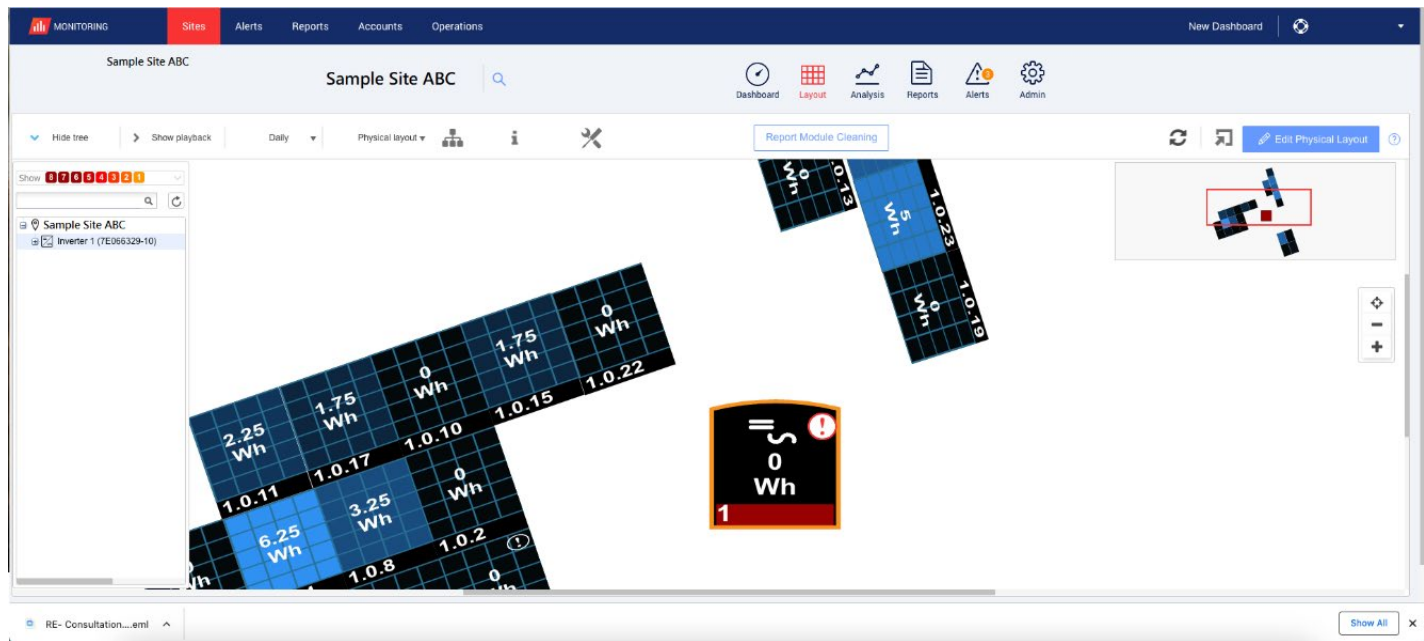 MONITORING
Sites
Alerts
Reports
Accounts
Operations
New Dashboard
Sample Site ABC
Sample Site ABC
Dashboard
Layout
Analysis
Reports
3
Alerts
Admin
Hide tree
Show playback
Daily
Physical layout
i
Report Module Cleaning
Edit Physical Layout
?
Show 8 7 6 5 4 3 2 1
Sample Site ABC
Inverter 1 (7E066329-10)
0
Wh
1.0.13
5
Wh
1.0.23
0
Wh
1.0.19
2.25
Wh
1.0.11
1.75
Wh
1.0.17
0
Wh
1.0.10
1.75
Wh
1.0.15
0
Wh
1.0.22
6.25
Wh
3.25
Wh
1.0.8
0
Wh
1.0.2
!
0
Wh
!
0
Wh
1
RE- Consultation....eml
Show All